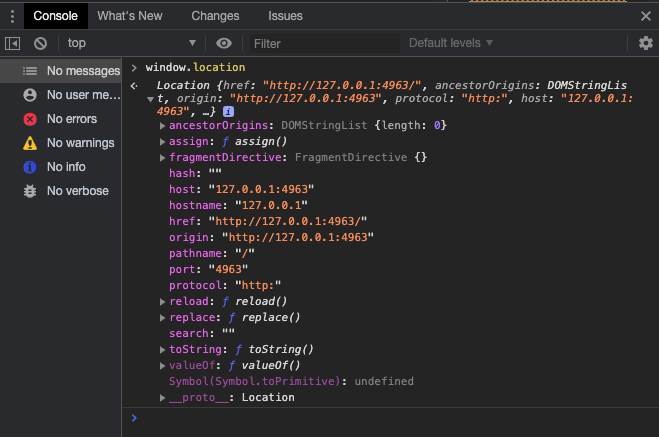 Console What's New Changes Issues
top Filter Default levels
No messages
No user me...
No errors
No warnings
No info
No verbose
window.location
Location {href: "http://127.0.0.1:4963/", ancestorOrigins: DOMStringLis
t, origin: "http://127.0.0.1:4963", protocol: "http:", host: "127.0.0.1:
4963", …} i
ancestorOrigins: DOMStringList {length: 0}
assign: ƒ assign()
fragmentDirective: FragmentDirective {}
hash: ""
host: "127.0.0.1:4963"
hostname: "127.0.0.1"
href: "http://127.0.0.1:4963/"
origin: "http://127.0.0.1:4963"
pathname: "/"
port: "4963"
protocol: "http:"
reload: ƒ reload()
replace: ƒ replace()
search: ""
toString: ƒ toString()
valueOf: ƒ valueOf()
Symbol(Symbol.toPrimitive): undefined
__proto__: Location